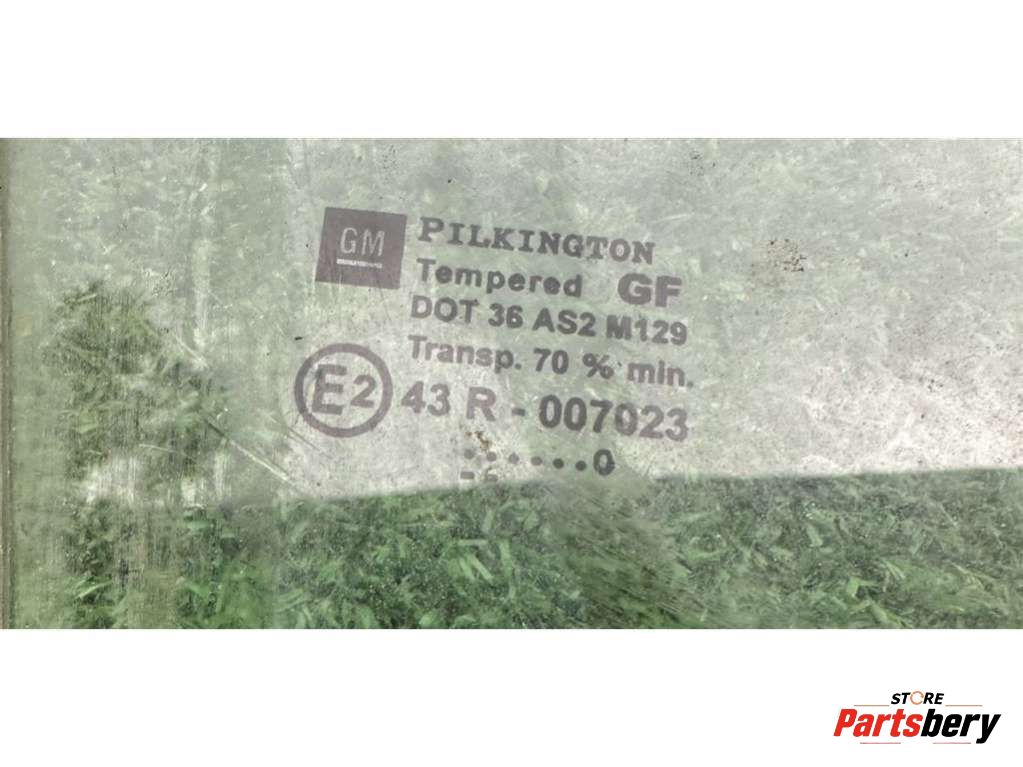 GM
PILKINGTON
Tempered GF
DOT 36 AS2 M129
Transp. 70 % min.
E2
43 R - 007023
......0
STORE
Partsbery